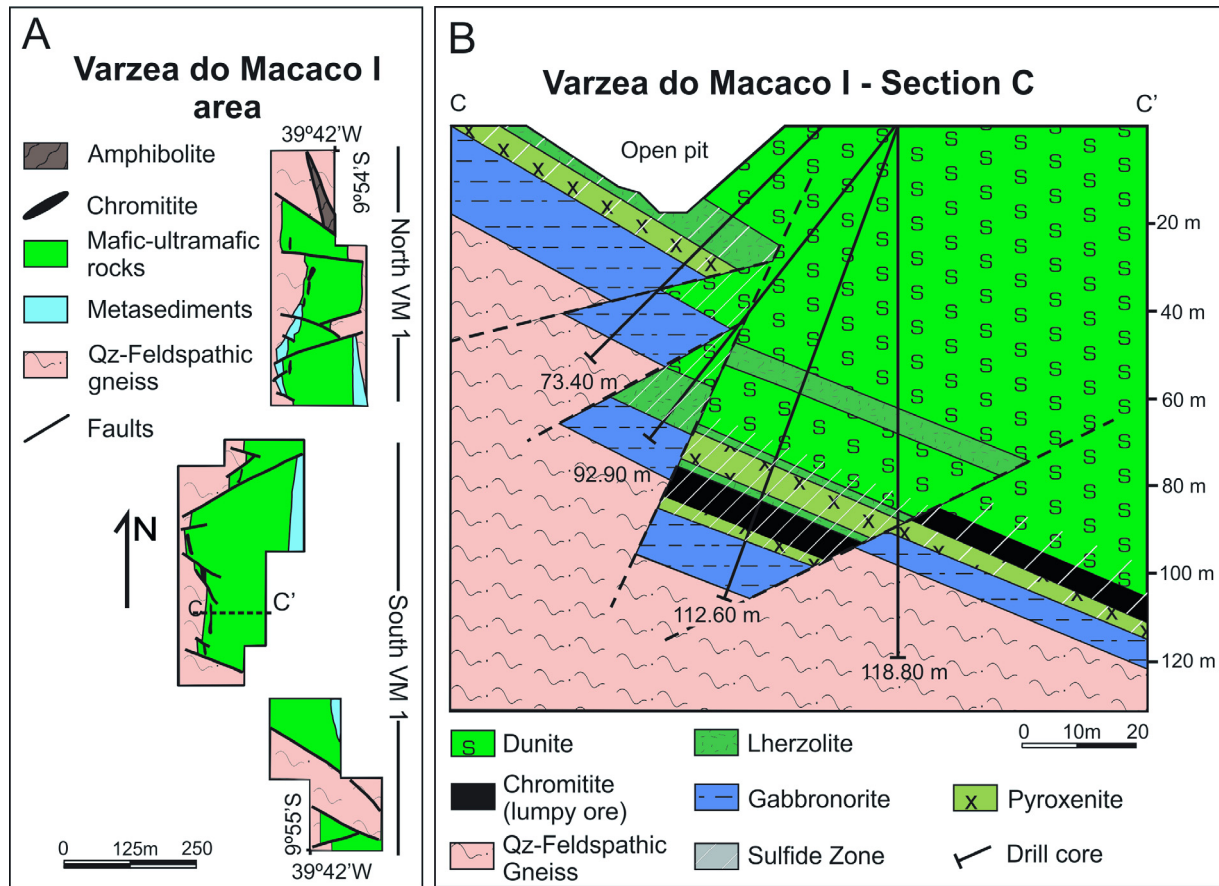 A
Varzea do Macaco I
area
39º42'W
9º54'S
Amphibolite
Chromitite
Mafic-ultramafic
rocks
Metasediments
Qz-Feldspathic
gneiss
Faults
North VM 1
N
C
C'
South VM 1
9º55'S
39º42'W
0 125m 250
B
Varzea do Macaco I - Section C
C
C'
Open pit
20 m
40 m
60 m
80 m
100 m
120 m
73.40 m
92.90 m
112.60 m
118.80 m
0 10m 20
S Dunite
Lherzolite
Chromitite
(lumpy ore)
Gabbronorite
x Pyroxenite
Qz-Feldspathic
Gneiss
Sulfide Zone
Drill core